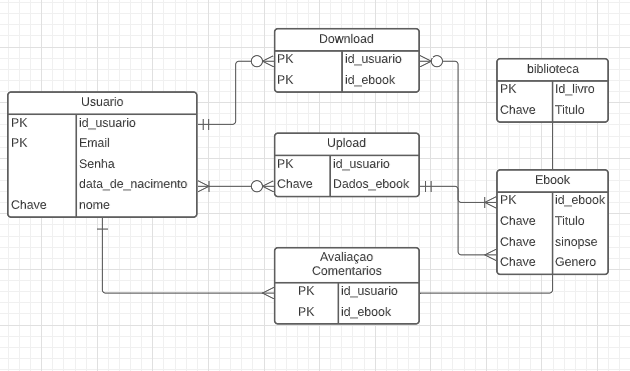 Download
PK id_usuario
PK id_ebook
biblioteca
PK Id_livro
Chave Titulo
Usuario
PK id_usuario
PK Email
Senha
data_de_nacimento
Chave nome
Upload
PK id_usuario
Chave Dados_ebook
Ebook
PK id_ebook
Chave Titulo
Chave sinopse
Chave Genero
Avaliaçao
Comentarios
PK id_usuario
PK id_ebook